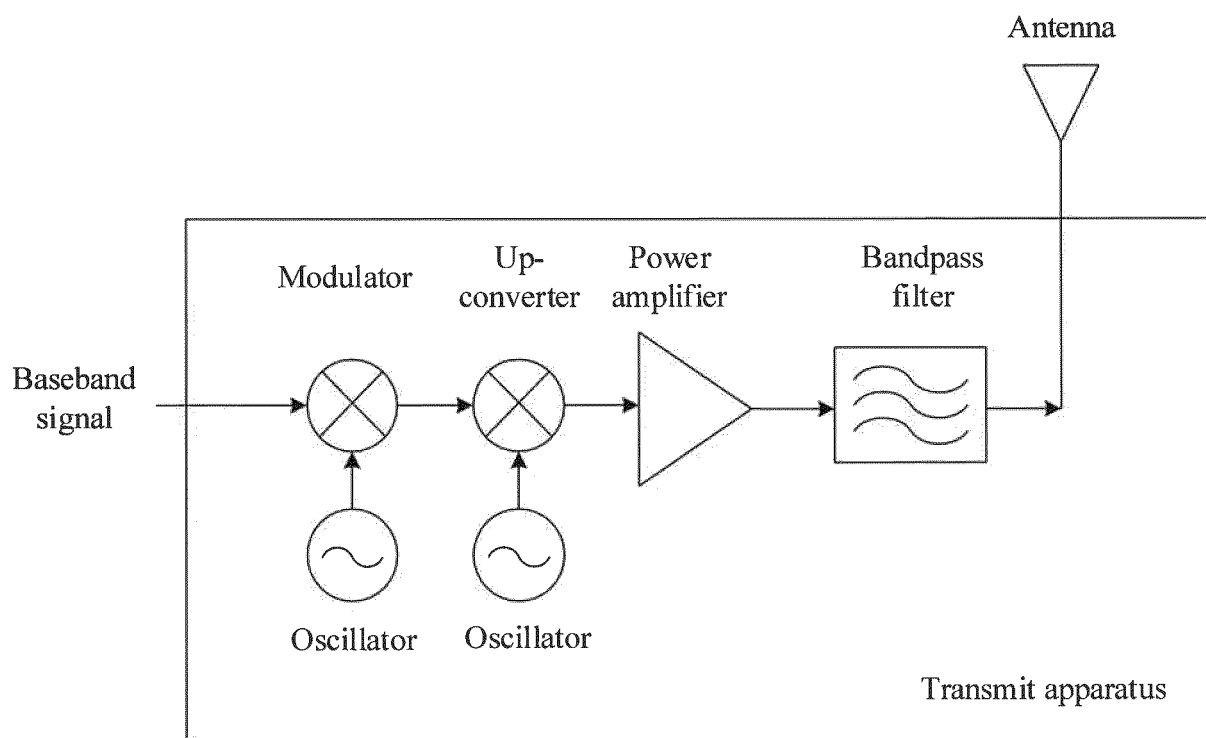 Antenna
Modulator
Up-
converter
Power
amplifier
Bandpass
filter
Baseband
signal
Oscillator
Oscillator
Transmit apparatus